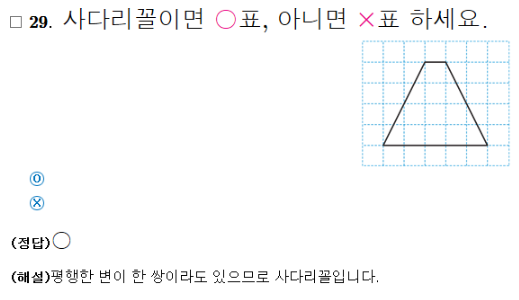 □ 29. 사다리꼴이면 ○표, 아니면 ×표 하세요.
ⓞ
ⓧ
(정답)○
(해설)평행한 변이 한 쌍이라도 있으므로 사다리꼴입니다.